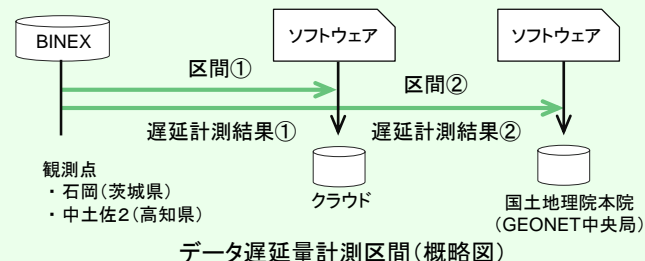 BINEX
ソフトウェア
ソフトウェア
区間①
区間②
遅延計測結果①
遅延計測結果②
観測点
・石岡(茨城県)
・中土佐2(高知県)
クラウド
国土地理院本院
(GEONET中央局)
データ遅延量計測区間(概略図)